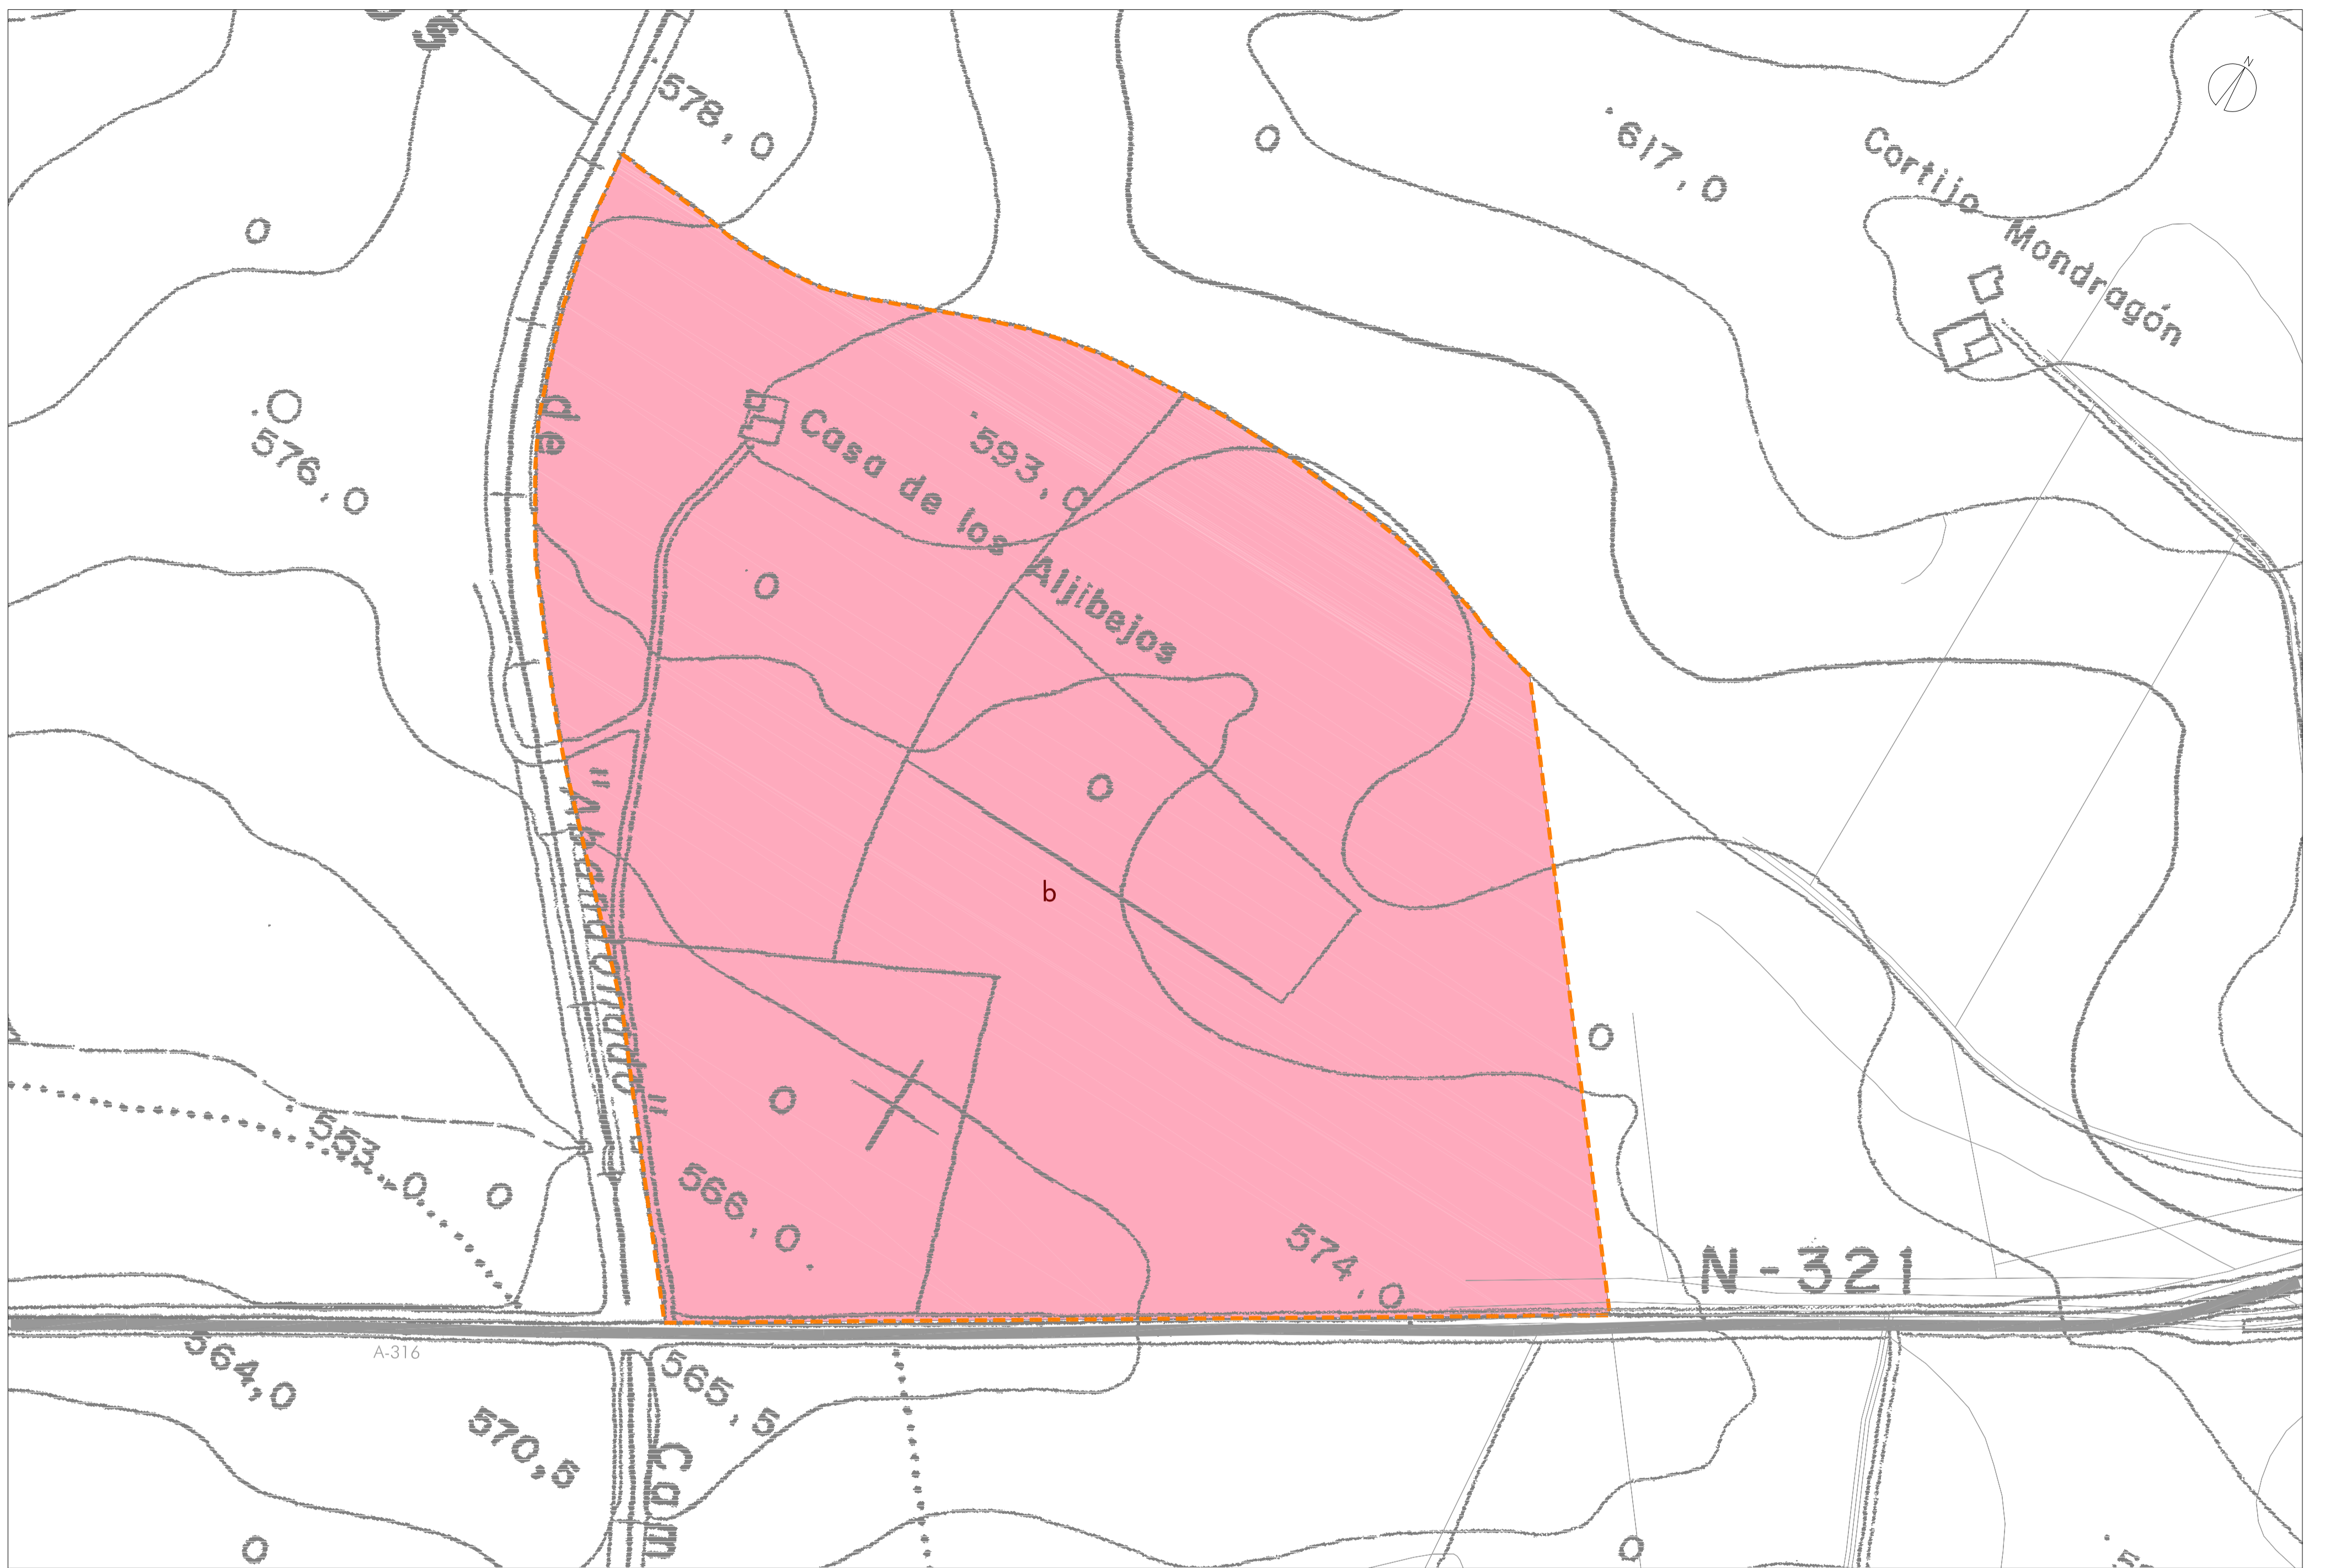 N
578,0
O
617,0
Cortijo Mondragón
O
O
576,0
de
593,0
Casa de los Aljibejos
O
O
b
O
553,0
O
O
566,0
574,0
N-321
A-316
564,0
565,5
570,5
Cam
O
O